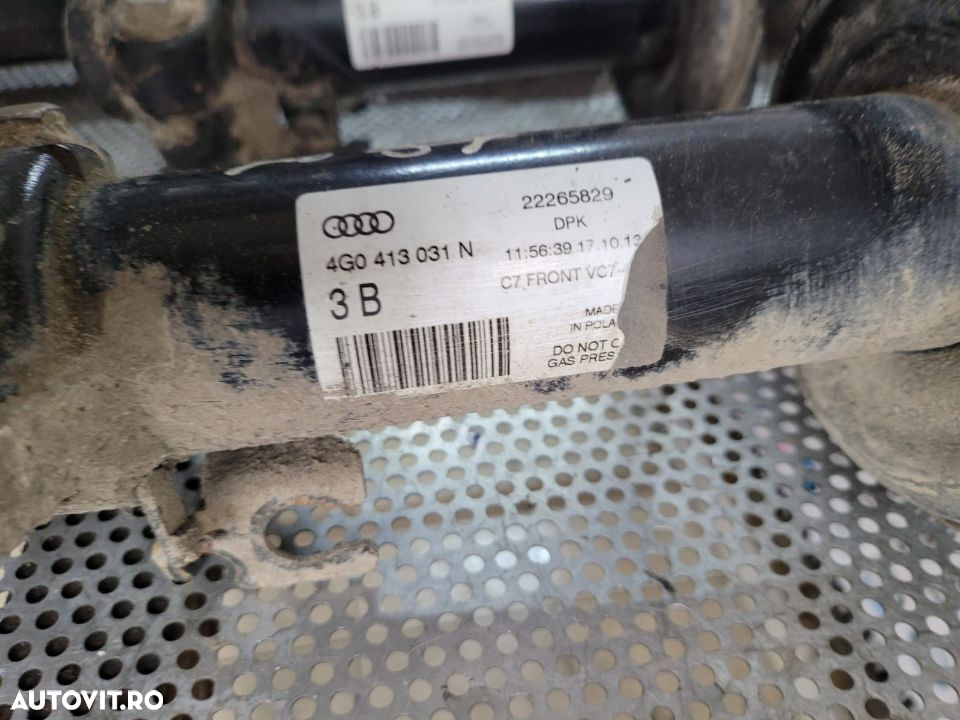 3 B
22265829
DPK
4G0 413 031 N
11:56:39 17.10.13
C7 FRONT VC7-
3 B
MADE
IN POLA
DO NOT O
GAS PRES
AUTOVIT.RO